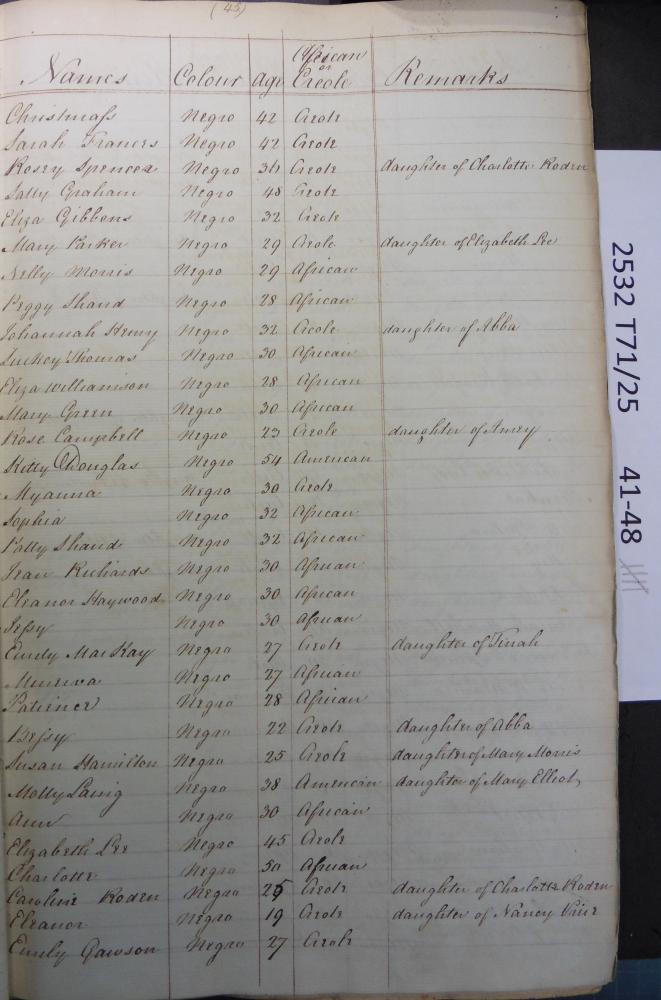 (45)
Names Colour Age African or Creole Remarks
Christmass Negro 42 Creole
Sarah Frances Negro 42 Creole
Rosey Spencer Negro 36 Creole daughter of Charlotte Roden
Sally Graham Negro 48 Creole
Eliza Gibbons Negro 32 Creole
Mary Parker Negro 29 Creole daughter of Elizabeth Lee
Nelly Morris Negro 29 African
Peggy Shand Negro 28 African
Johannah Henry Negro 32 Creole daughter of Abba
Luckey Thomas Negro 30 African
Eliza Williamson Negro 28 African
Mary Green Negro 30 African
Rose Campbell Negro 23 Creole daughter of Amey
Kitty Douglas Negro 54 American
Myanna Negro 30 Creole
Sophia Negro 32 African
Patty Shand Negro 32 African
Jean Richards Negro 30 African
Eleanor Haywood Negro 30 African
Jessy Negro 30 African
Emily MacKay Negro 27 Creole daughter of Tinah
Minerva Negro 27 African
Patience Negro 28 African
Bessy Negro 22 Creole daughter of Abba
Susan Hamilton Negro 25 Creole daughter of Mary Morris
Molly Laing Negro 38 American daughter of Mary Elliot
Ann Negro 30 African
Elizabeth Lee Negro 45 Creole
Charlotte Negro 50 African
Caroline Roden Negro 25 Creole daughter of Charlotte Roden
Eleanor Negro 19 Creole daughter of Nancy
Emily Gawson Negro 27 Creole
2532 T71/25 41-48